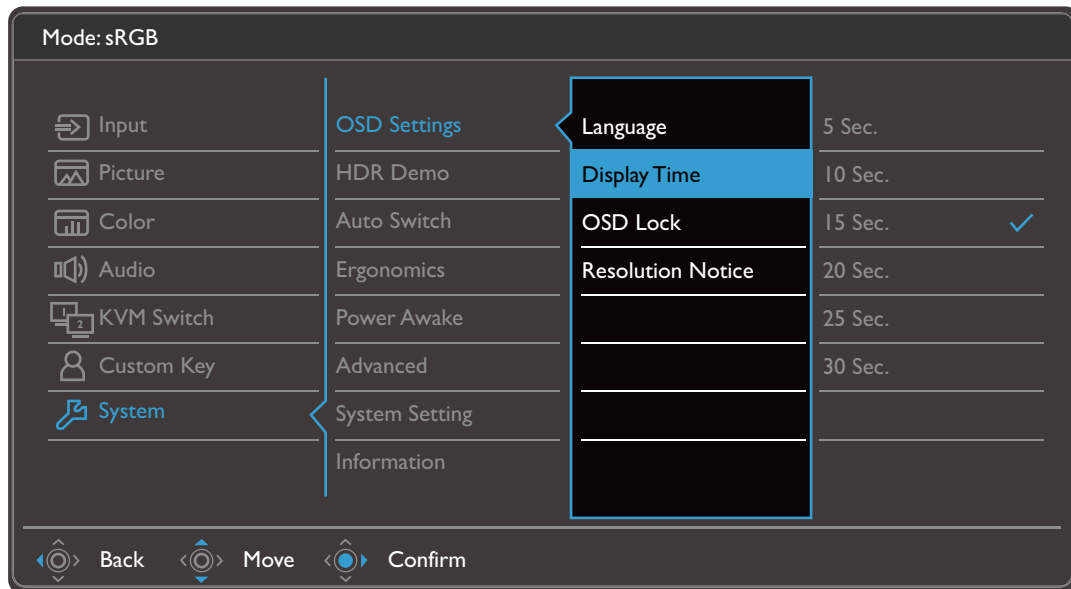 Mode: sRGB
Input
Picture
Color
Audio
1 2 KVM Switch
Custom Key
System
OSD Settings
HDR Demo
Auto Switch
Ergonomics
Power Awake
Advanced
System Setting
Information
Language
Display Time
OSD Lock
Resolution Notice
5 Sec.
10 Sec.
15 Sec.
20 Sec.
25 Sec.
30 Sec.
Back Move Confirm